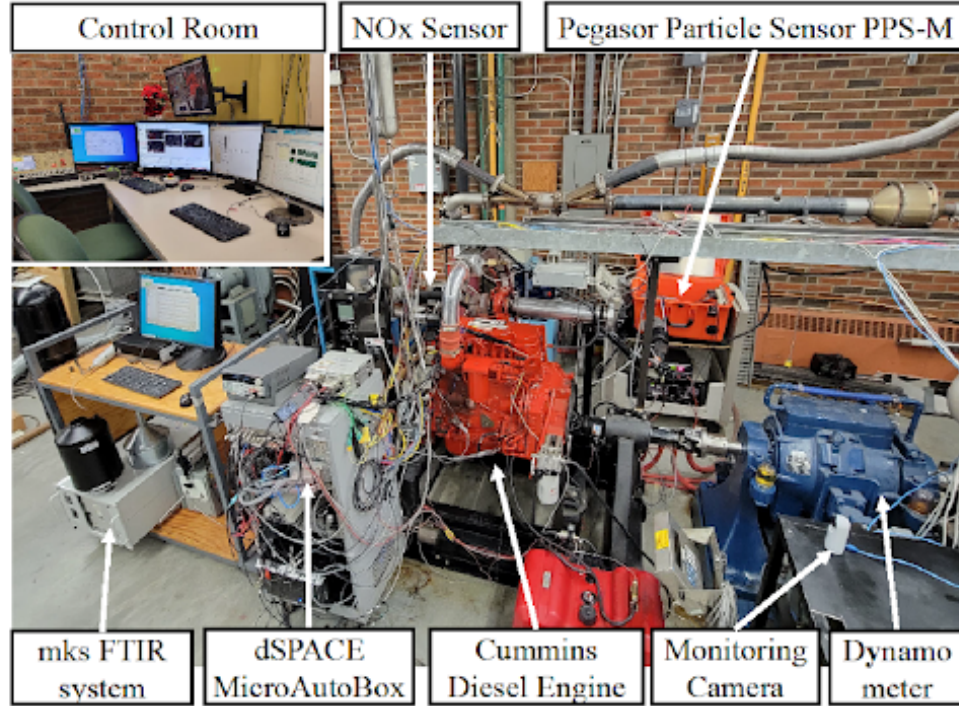 Control Room
NOx Sensor
Pegasor Particle Sensor PPS-M
mks FTIR
system
dSPACE
MicroAutoBox
Cummins
Diesel Engine
Monitoring
Camera
Dynamo
meter